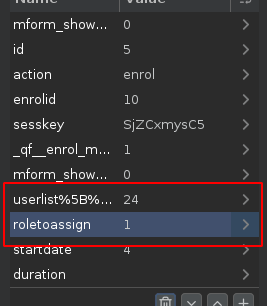 Name Value
mform_show... 0
id 5
action enrol
enrolid 10
sesskey SjZCxmysC5
_qf__enrol_m... 1
mform_show... 0
userlist%5B%... 24
roletoassign 1
startdate 4
duration